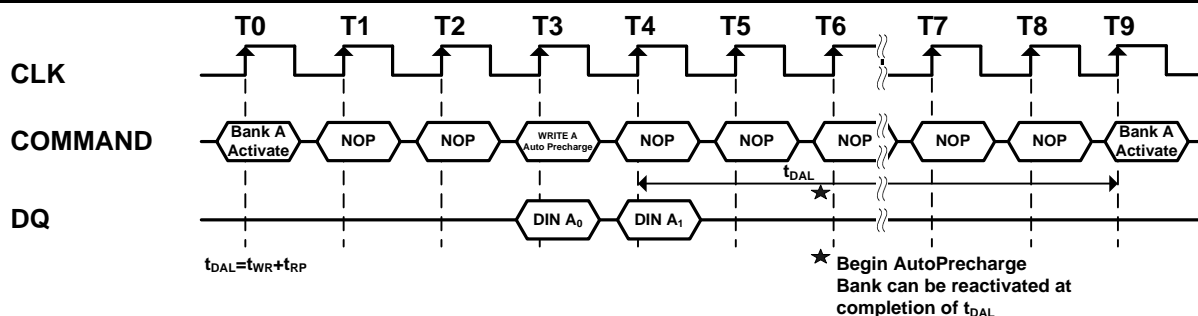 T0 T1 T2 T3 T4 T5 T6 T7 T8 T9
CLK
COMMAND
Bank A
Activate
NOP
NOP
WRITE A
Auto Precharge
NOP
NOP
NOP
NOP
NOP
Bank A
Activate
tDAL
DQ
DIN A0
DIN A1
tDAL=tWR+tRP
Begin AutoPrecharge
Bank can be reactivated at
completion of tDAL